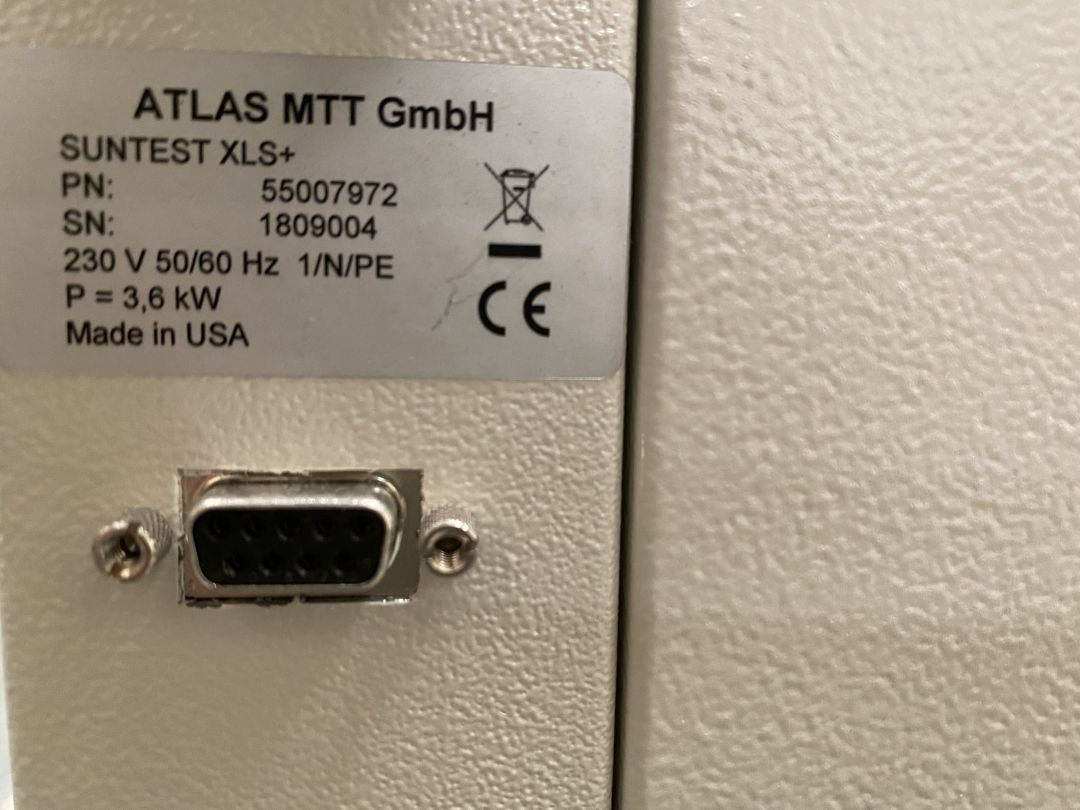 ATLAS MTT GmbH
SUNTEST XLS+
PN: 55007972
SN: 1809004
230 V 50/60 Hz 1/N/PE
P = 3,6 kW
Made in USA
CE